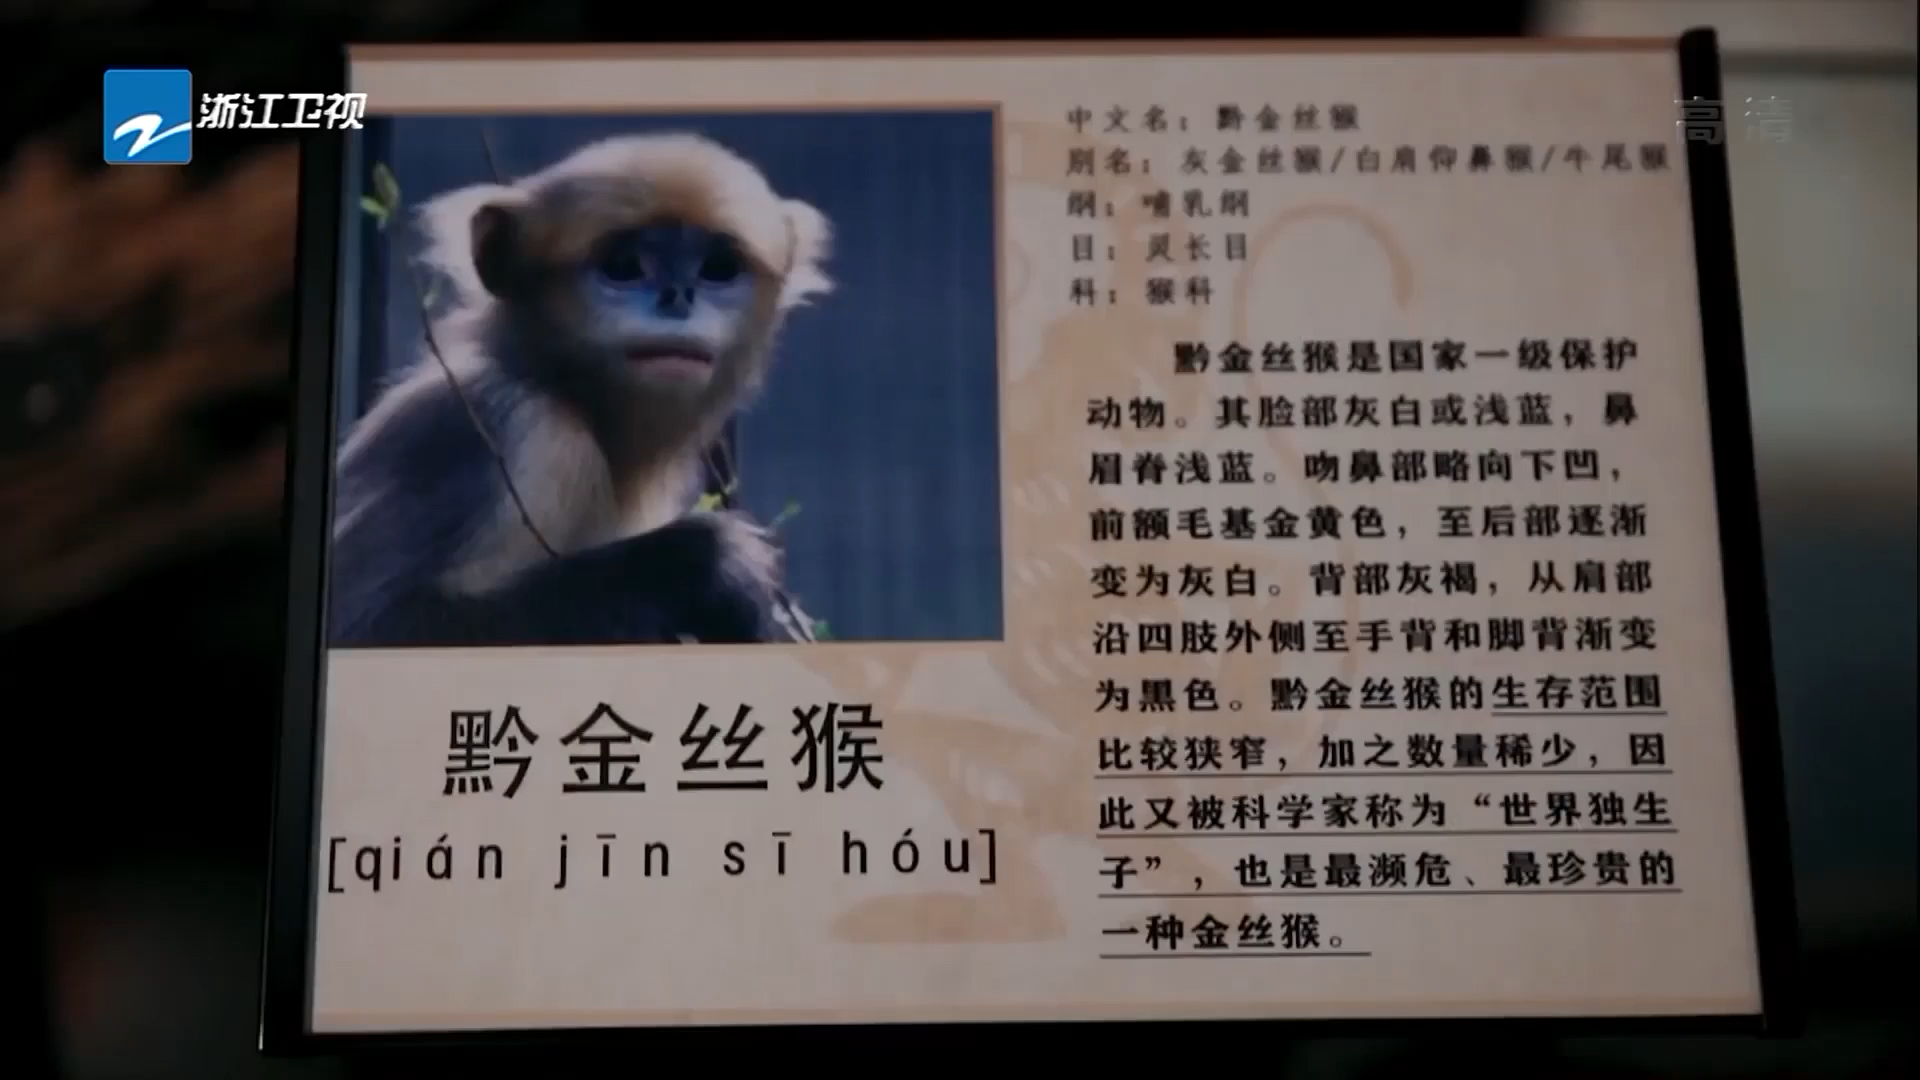 浙江卫视
高清
中文名：黔金丝猴
别名：灰金丝猴/白肩仰鼻猴/牛尾猴
纲：哺乳纲
目：灵长目
科：猴科
黔金丝猴是国家一级保护
动物。其脸部灰白或浅蓝，鼻
眉脊浅蓝。吻鼻部略向下凹，
前额毛基金黄色，至后部逐渐
变为灰白。背部灰褐，从肩部
沿四肢外侧至手背和脚背渐变
为黑色。黔金丝猴的生存范围
比较狭窄，加之数量稀少，因
此又被科学家称为“世界独生
子”，也是最濒危、最珍贵的
一种金丝猴。
黔金丝猴
[qián jīn sī hóu]